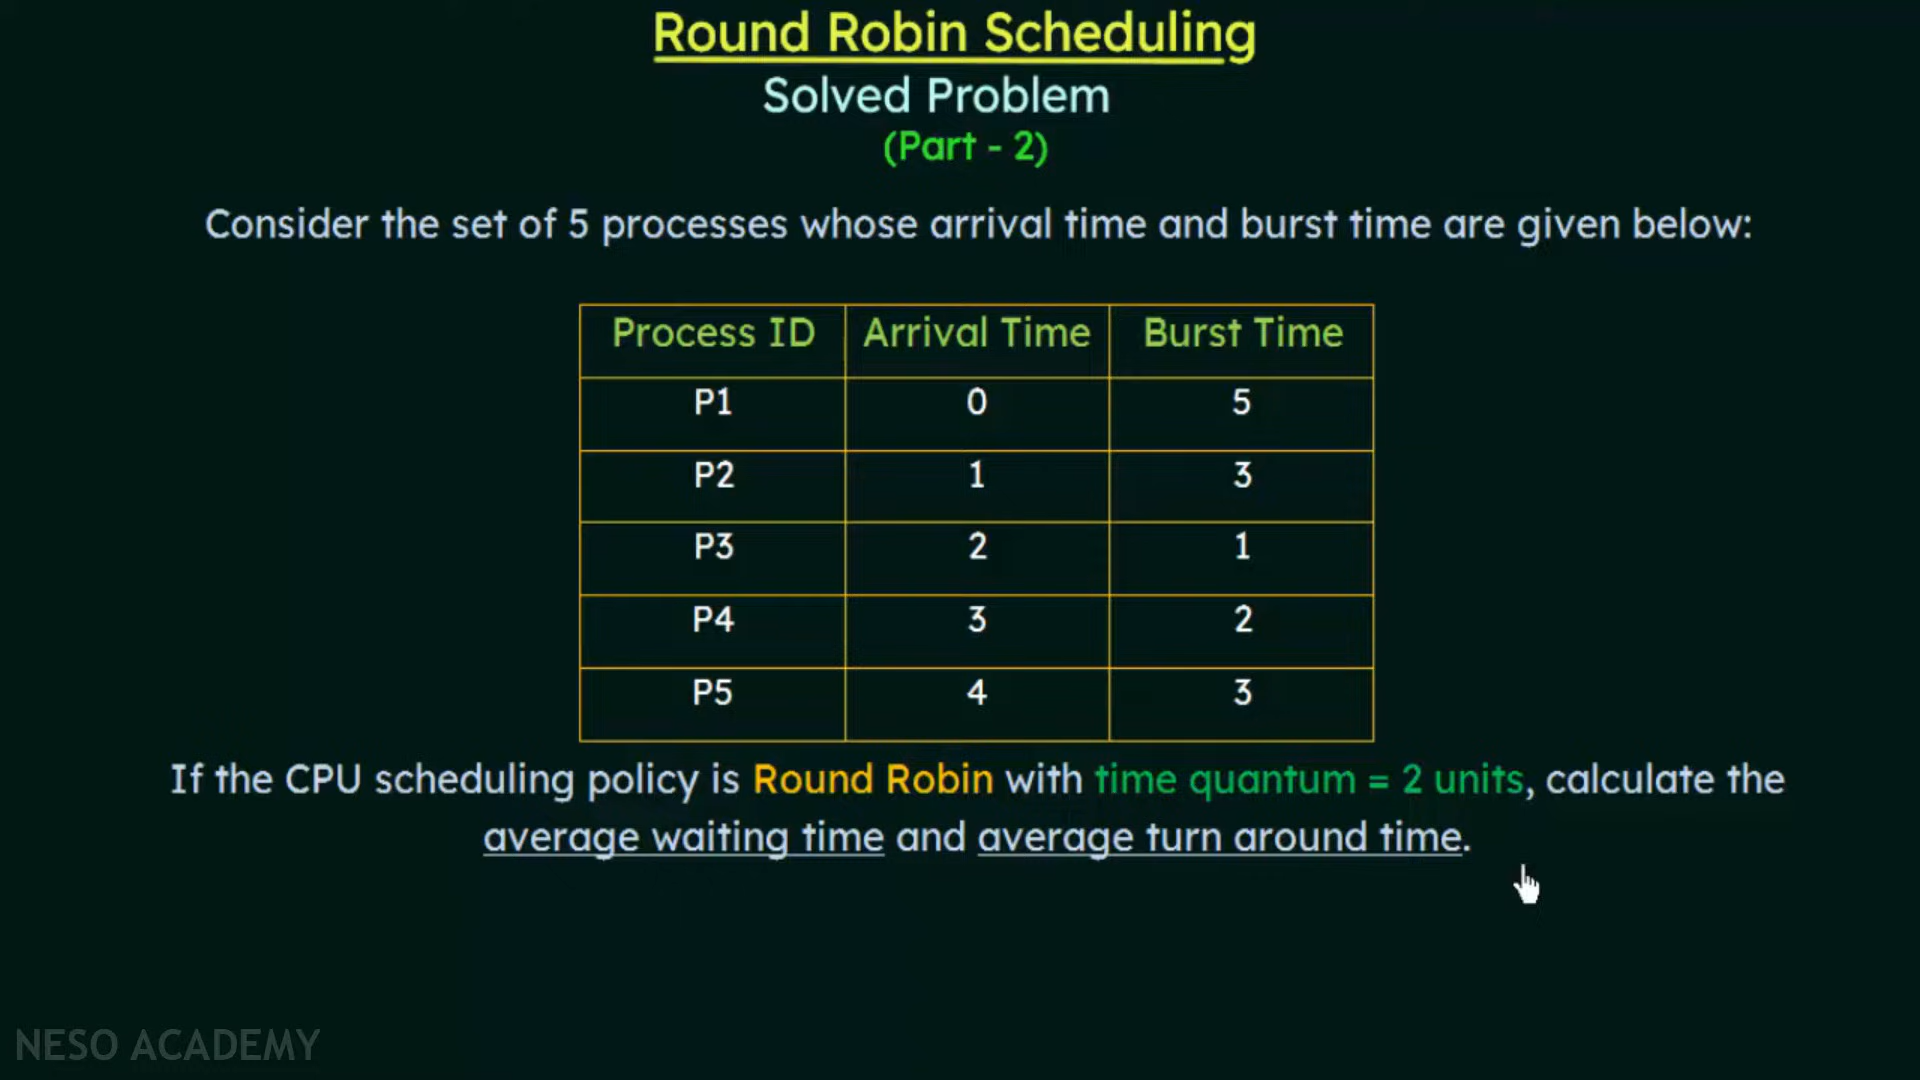 Round Robin Scheduling
Solved Problem
(Part - 2)
Consider the set of 5 processes whose arrival time and burst time are given below:
Process ID Arrival Time Burst Time
P1 0 5
P2 1 3
P3 2 1
P4 3 2
P5 4 3
If the CPU scheduling policy is Round Robin with time quantum = 2 units, calculate the
average waiting time and average turn around time.
NESO ACADEMY